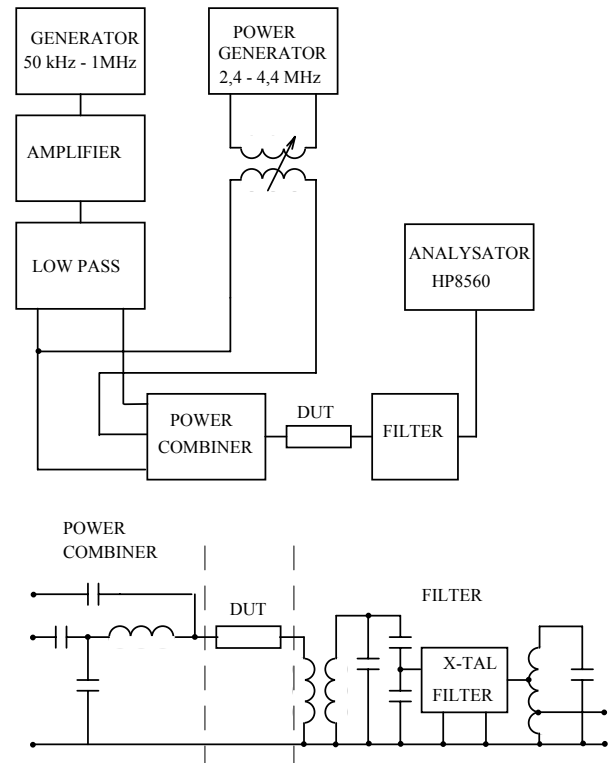 GENERATOR
50 kHz - 1MHz
POWER
GENERATOR
2,4 - 4,4 MHz
AMPLIFIER
LOW PASS
ANALYSATOR
HP8560
POWER
COMBINER
DUT
FILTER
POWER
COMBINER
DUT
FILTER
X-TAL
FILTER